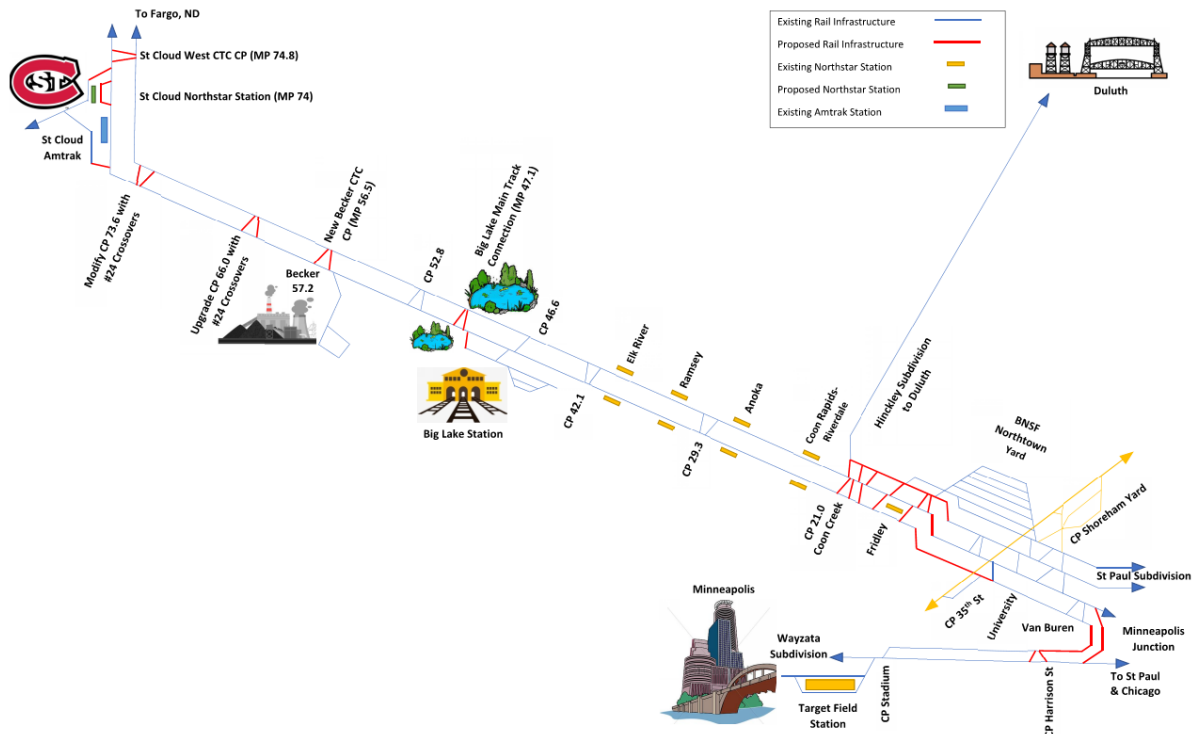 To Fargo, ND
St Cloud West CTC CP (MP 74.8)
ST
C
St Cloud Northstar Station (MP 74)
St Cloud
Amtrak
Existing Rail Infrastructure
Proposed Rail Infrastructure
Existing Northstar Station
Proposed Northstar Station
Existing Amtrak Station
Duluth
Modify CP 73.6 with
#24 Crossovers
Upgrade CP 66.0 with
#24 Crossovers
Becker
57.2
New Becker CTC
CP (MP 56.5)
CP 52.8
Big Lake Main Track
Connection (MP 47.1)
CP 46.6
Big Lake Station
CP 42.1
Elk River
Ramsey
CP 29.3
Anoka
Coon Rapids-
Riverdale
Hinckley Subdivision
to Duluth
CP 21.0
Coon Creek
Fridley
BNSF
Northtown
Yard
CP Shoreham Yard
St Paul Subdivision
CP 35th St
University
Van Buren
Minneapolis
Junction
To St Paul
& Chicago
CP Harrison St
CP Stadium
Minneapolis
Wayzata
Subdivision
Target Field
Station